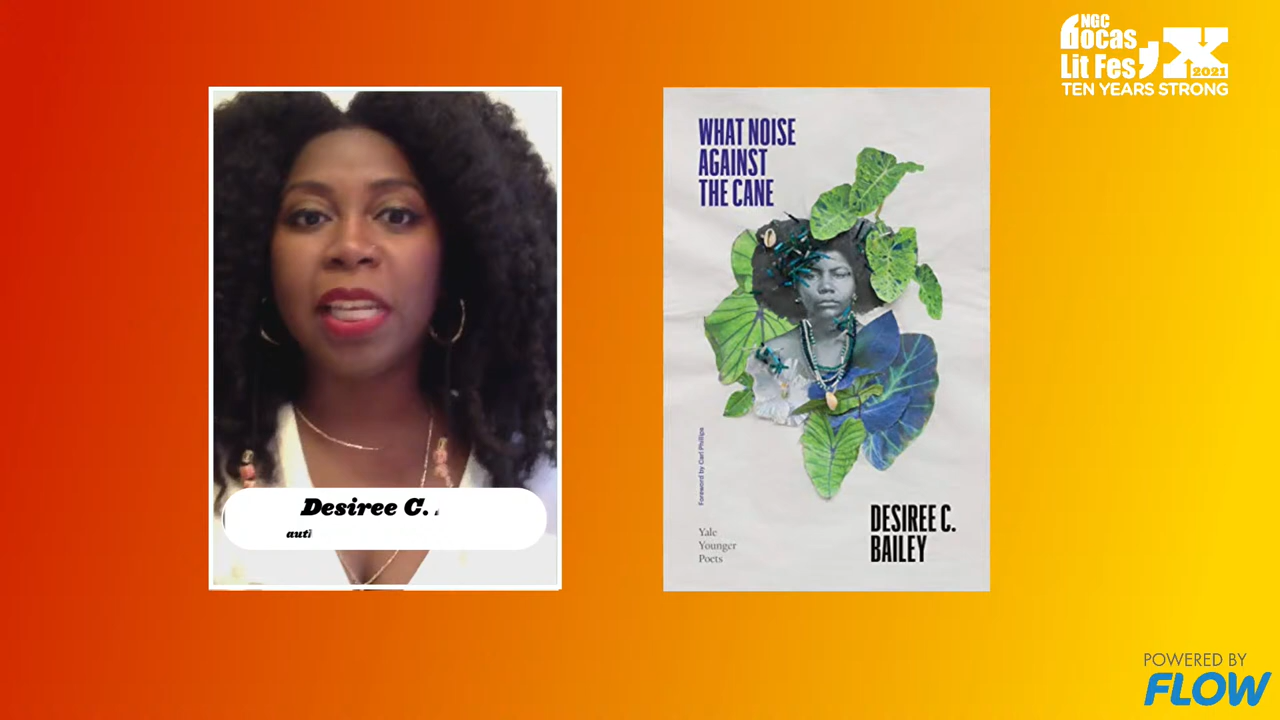 NGC
Bocas
Lit Fest
X
2021
TEN YEARS STRONG
WHAT NOISE
AGAINST
THE CANE
Foreword by Carl Phillips
Yale
Younger
Poets
DESIREE C.
BAILEY
Desiree C.
POWERED BY
FLOW